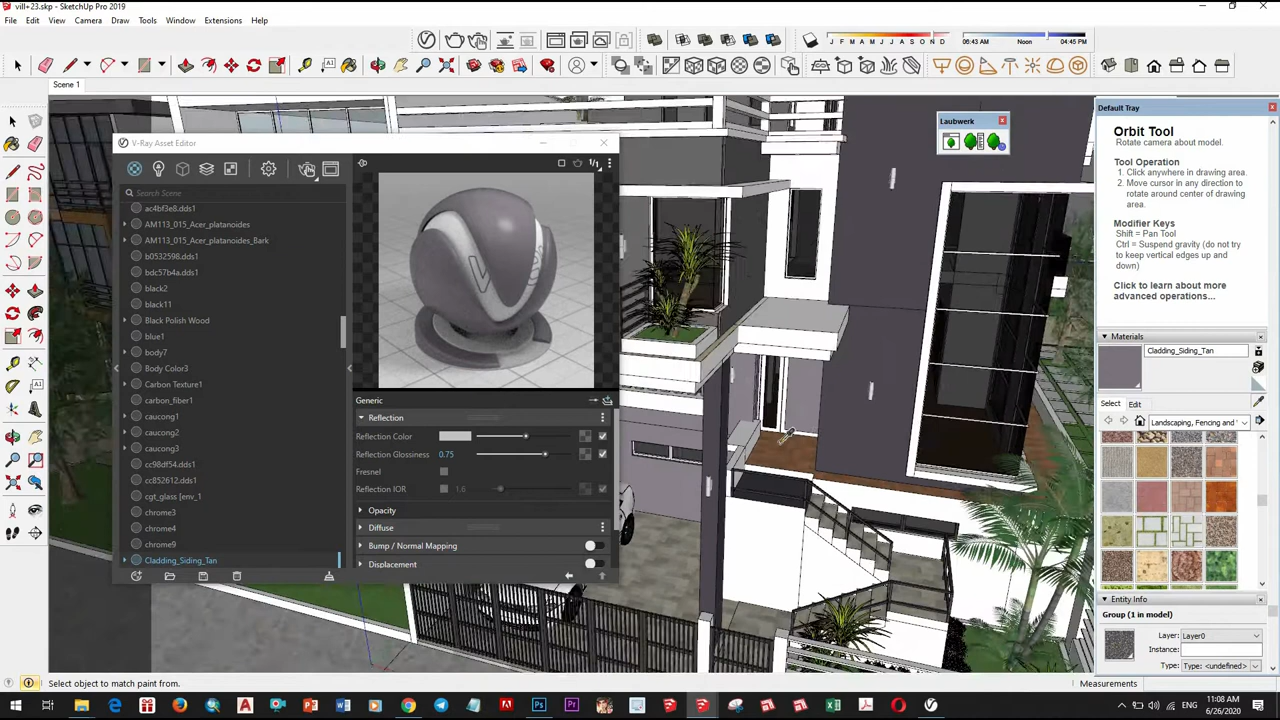 vill+23.skp - SketchUp Pro 2019
File Edit View Camera Draw Tools Window Extensions Help
J F M A M J J A S O N D 06:43 AM Noon 04:45 PM
Scene 1
V-Ray Asset Editor
Search Scene
ac4bf3e8.dds1
AM113_015_Acer_platanoides
AM113_015_Acer_platanoides_Bark
b0532598.dds1
bdc57b4a.dds1
black2
black11
Black Polish Wood
blue1
body7
Body Color3
Carbon Texture1
carbon_fiber1
caucong1
caucong2
caucong3
cc98df54.dds1
cc852612.dds1
cgt_glass [env_1
chrome3
chrome4
chrome9
Cladding_Siding_Tan
Generic
Reflection
Reflection Color
Reflection Glossiness 0.75
Fresnel
Reflection IOR 1.6
Opacity
Diffuse
Bump / Normal Mapping
Displacement
Laubwerk
Default Tray
Orbit Tool
Rotate camera about model.
Tool Operation
1. Click anywhere in drawing area.
2. Move cursor in any direction to
rotate around center of drawing
area.
Modifier Keys
Shift = Pan Tool
Ctrl = Suspend gravity (do not try
to keep vertical edges up and
down)
Click to learn about more
advanced operations...
Materials
Cladding_Siding_Tan
Select Edit
Landscaping, Fencing and
Entity Info
Group (1 in model)
Layer: Layer0
Instance:
Type: Type: <undefined>
Select object to match paint from.
Measurements
ENG
11:08 AM
6/26/2020